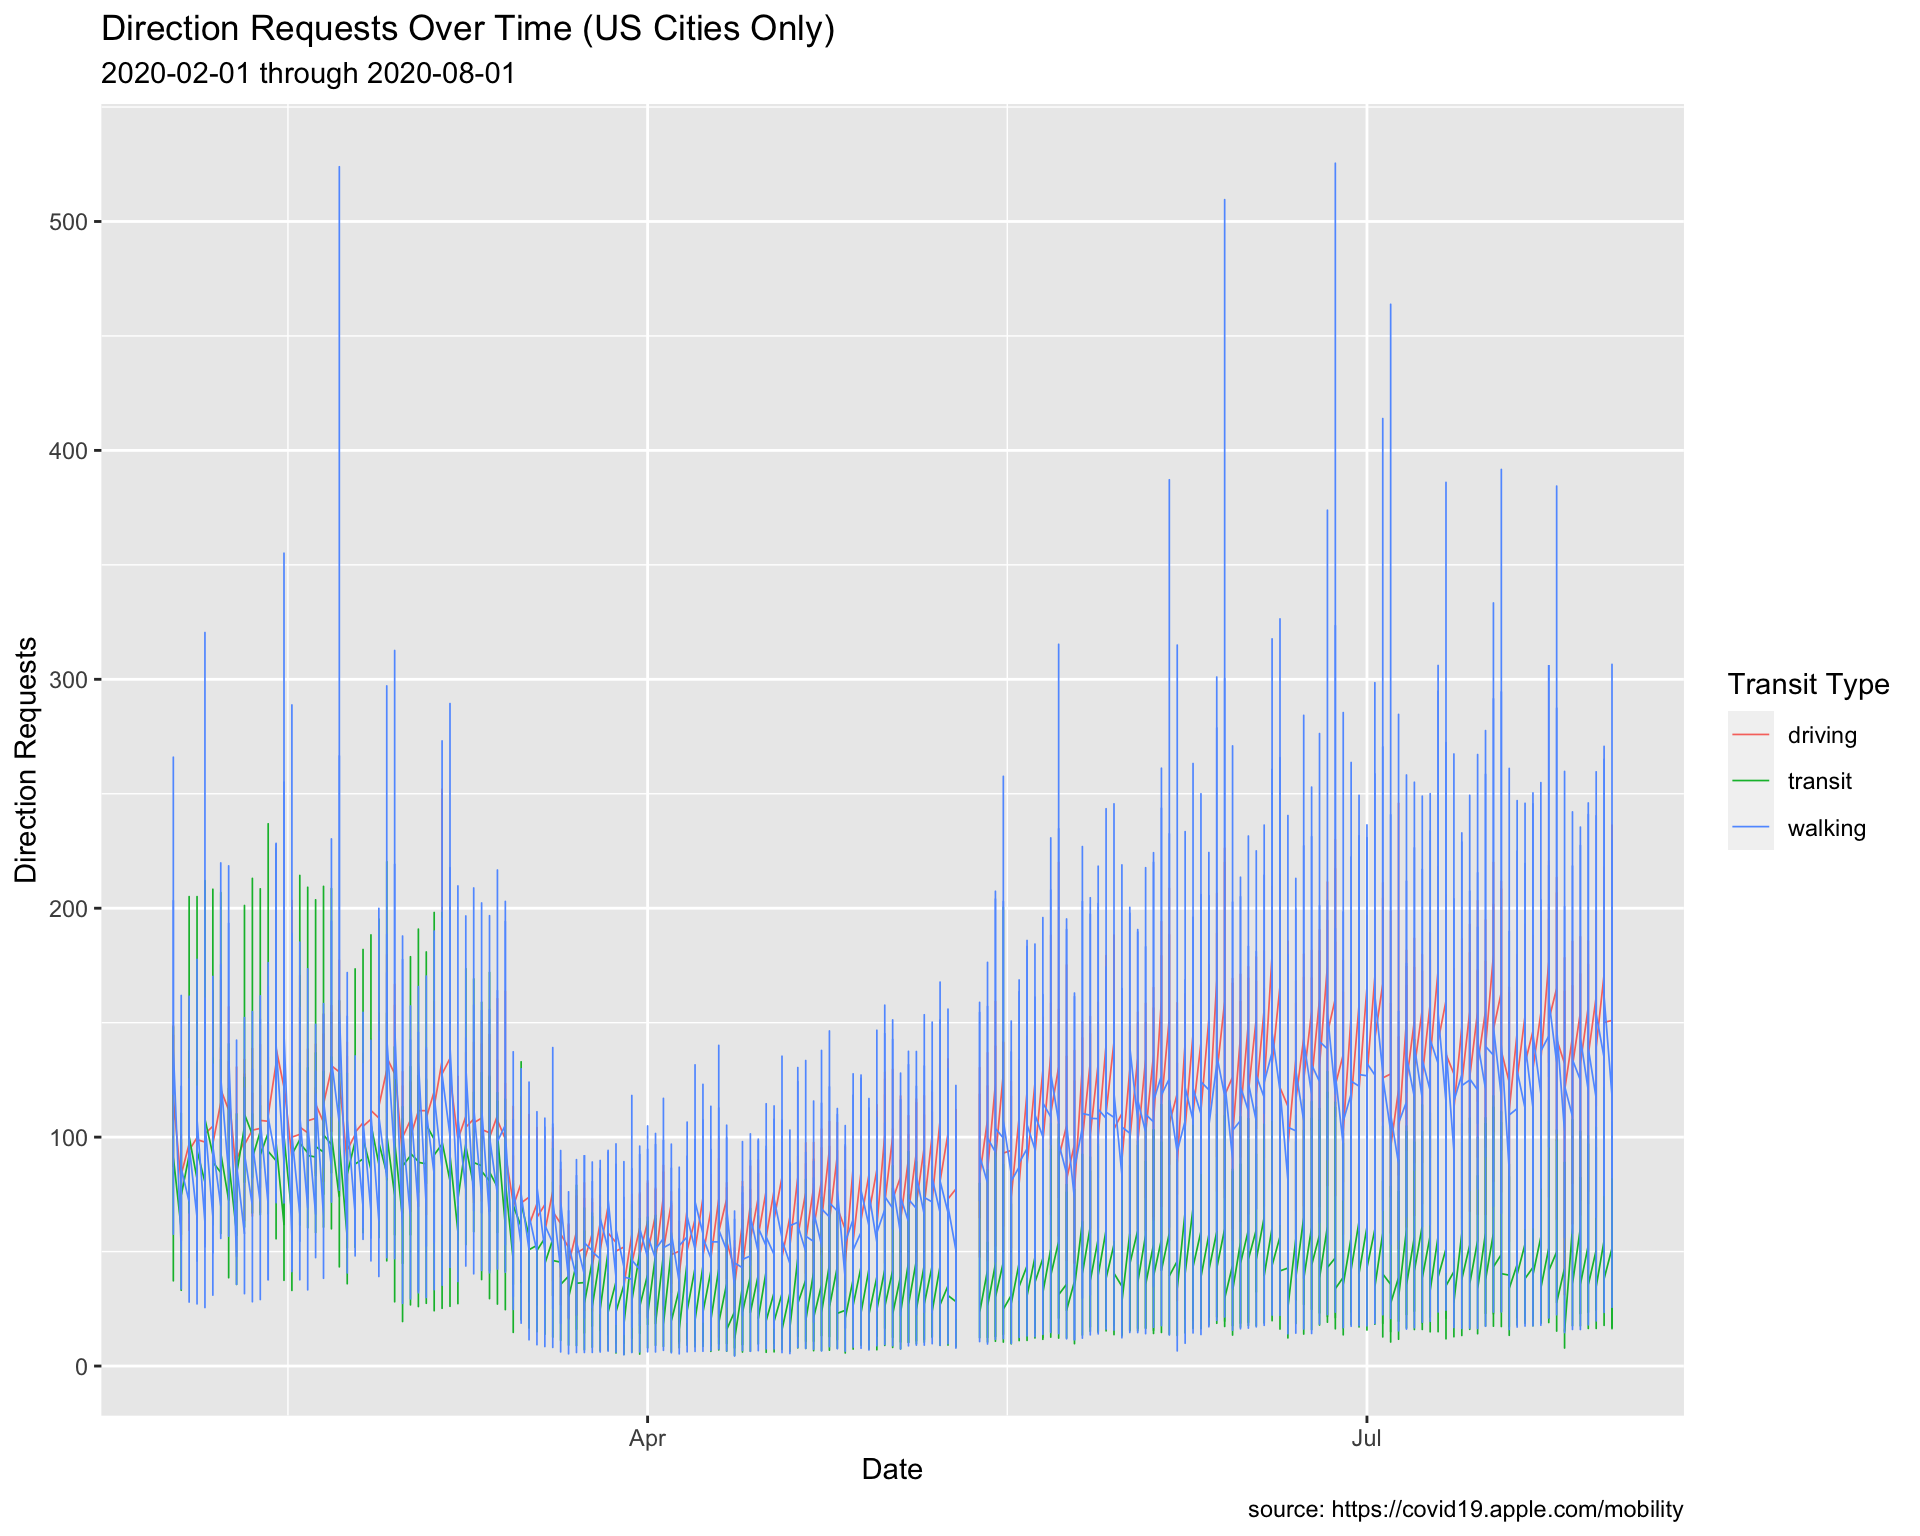 Direction Requests Over Time (US Cities Only)
2020-02-01 through 2020-08-01
Direction Requests
500
400
300
200
100
0
Apr
Jul
Date
Transit Type
driving
transit
walking
source: https://covid19.apple.com/mobility